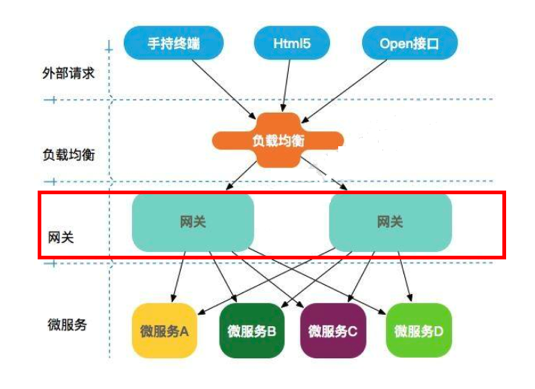 手持终端
Html5
Open接口
外部请求
负载均衡
负载均衡
网关
网关
网关
微服务
微服务A
微服务B
微服务C
微服务D